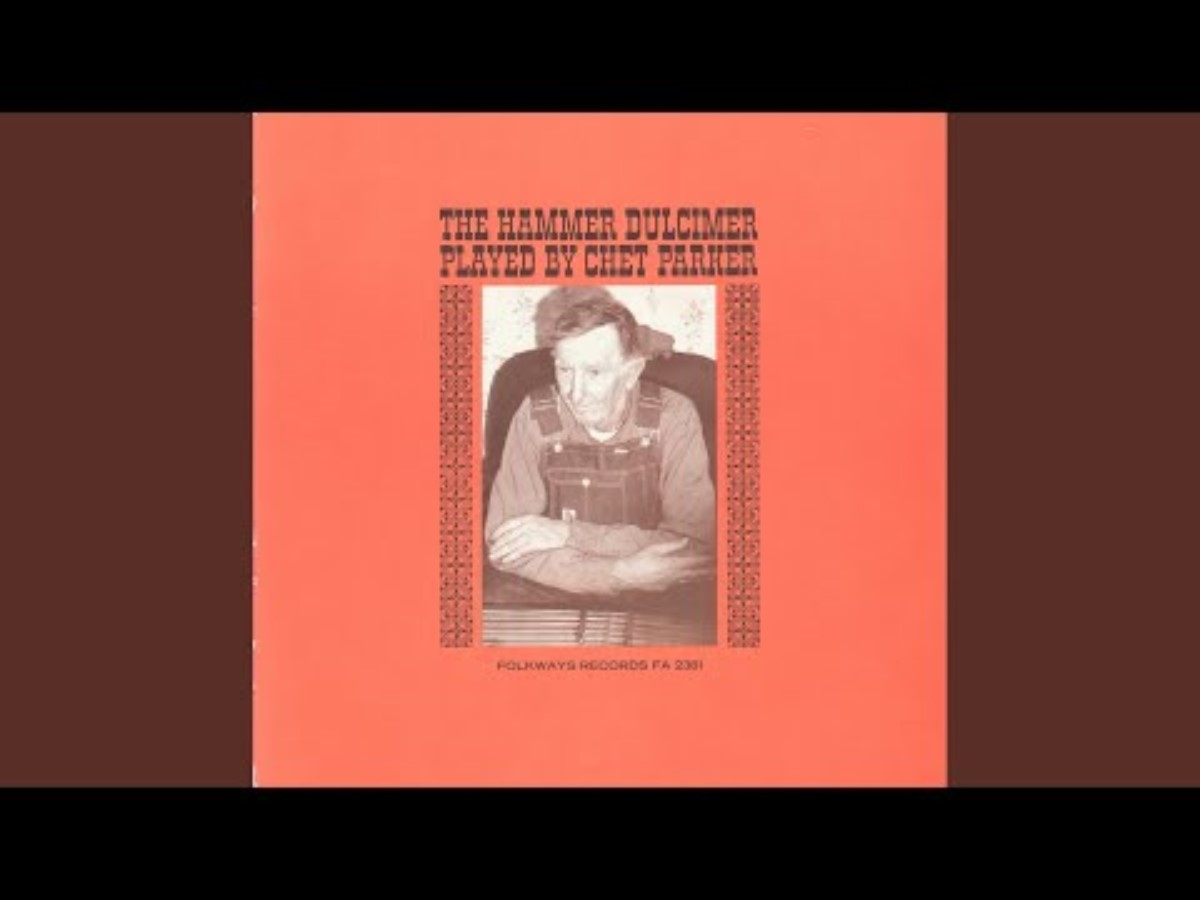 THE HAMMER DULCIMER
PLAYED BY CHET PARKER
FOLKWAYS RECORDS FA 2381